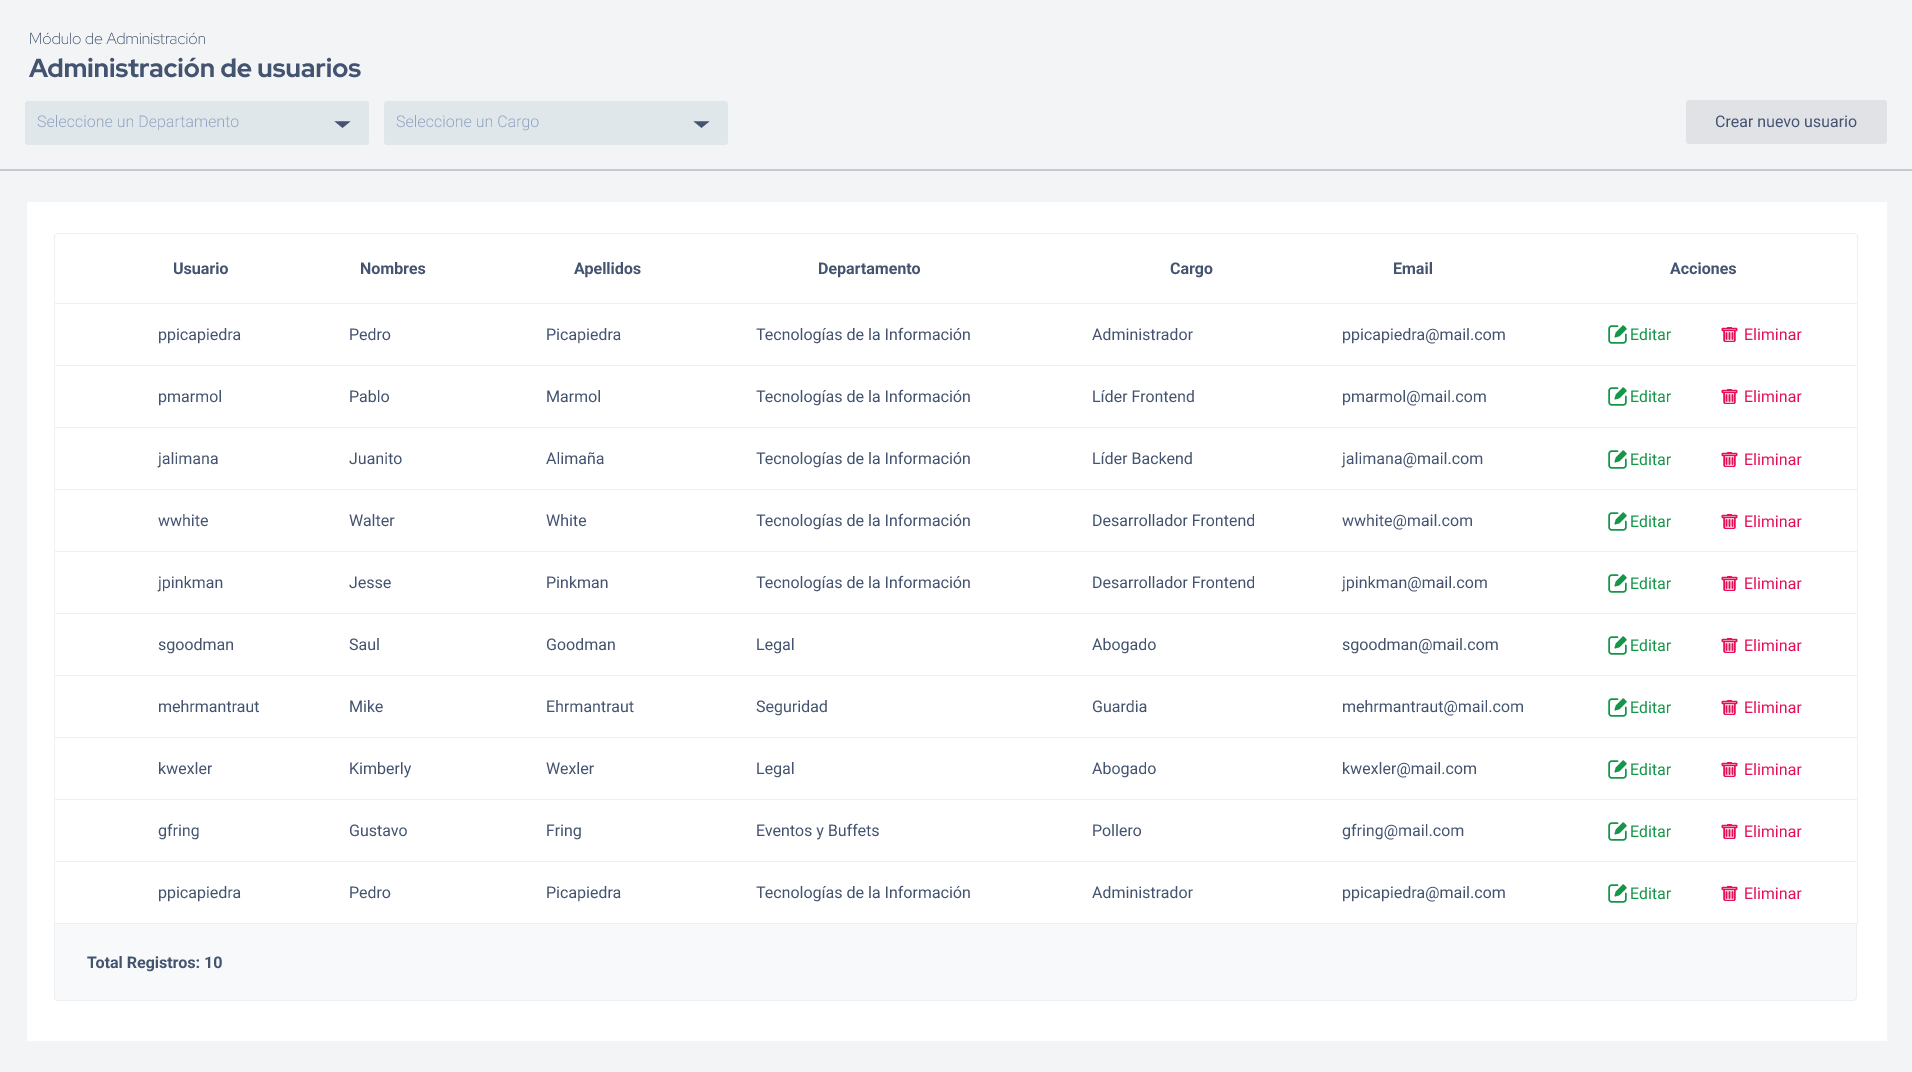 Módulo de Administración
Administración de usuarios
Seleccione un Departamento Seleccione un Cargo Crear nuevo usuario
Usuario Nombres Apellidos Departamento Cargo Email Acciones
ppicapiedra Pedro Picapiedra Tecnologías de la Información Administrador ppicapiedra@mail.com Editar Eliminar
pmarmol Pablo Marmol Tecnologías de la Información Líder Frontend pmarmol@mail.com Editar Eliminar
jalimana Juanito Alimaña Tecnologías de la Información Líder Backend jalimana@mail.com Editar Eliminar
wwhite Walter White Tecnologías de la Información Desarrollador Frontend wwhite@mail.com Editar Eliminar
jpinkman Jesse Pinkman Tecnologías de la Información Desarrollador Frontend jpinkman@mail.com Editar Eliminar
sgoodman Saul Goodman Legal Abogado sgoodman@mail.com Editar Eliminar
mehrmantraut Mike Ehrmantraut Seguridad Guardia mehrmantraut@mail.com Editar Eliminar
kwexler Kimberly Wexler Legal Abogado kwexler@mail.com Editar Eliminar
gfring Gustavo Fring Eventos y Buffets Pollero gfring@mail.com Editar Eliminar
ppicapiedra Pedro Picapiedra Tecnologías de la Información Administrador ppicapiedra@mail.com Editar Eliminar
Total Registros: 10